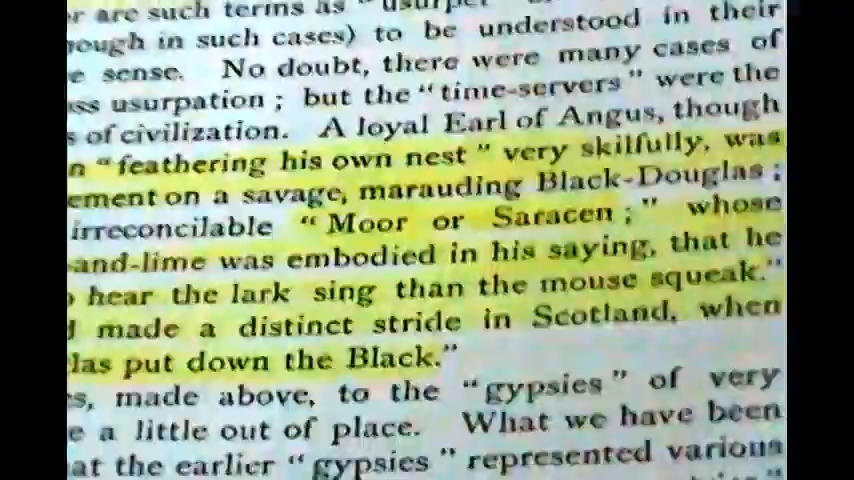 r are such terms as "usurper
ough in such cases) to be understood in their
e sense. No doubt, there were many cases of
ss usurpation; but the "time-servers" were the
s of civilization. A loyal Earl of Angus, though
n "feathering his own nest" very skilfully, was
ement on a savage, marauding Black-Douglas;
irreconcilable "Moor or Saracen;" whose
-and-lime was embodied in his saying, that he
o hear the lark sing than the mouse squeak."
d made a distinct stride in Scotland, when
las put down the Black."
s, made above, to the "gypsies" of very
e a little out of place. What we have been
at the earlier "gypsies" represented various